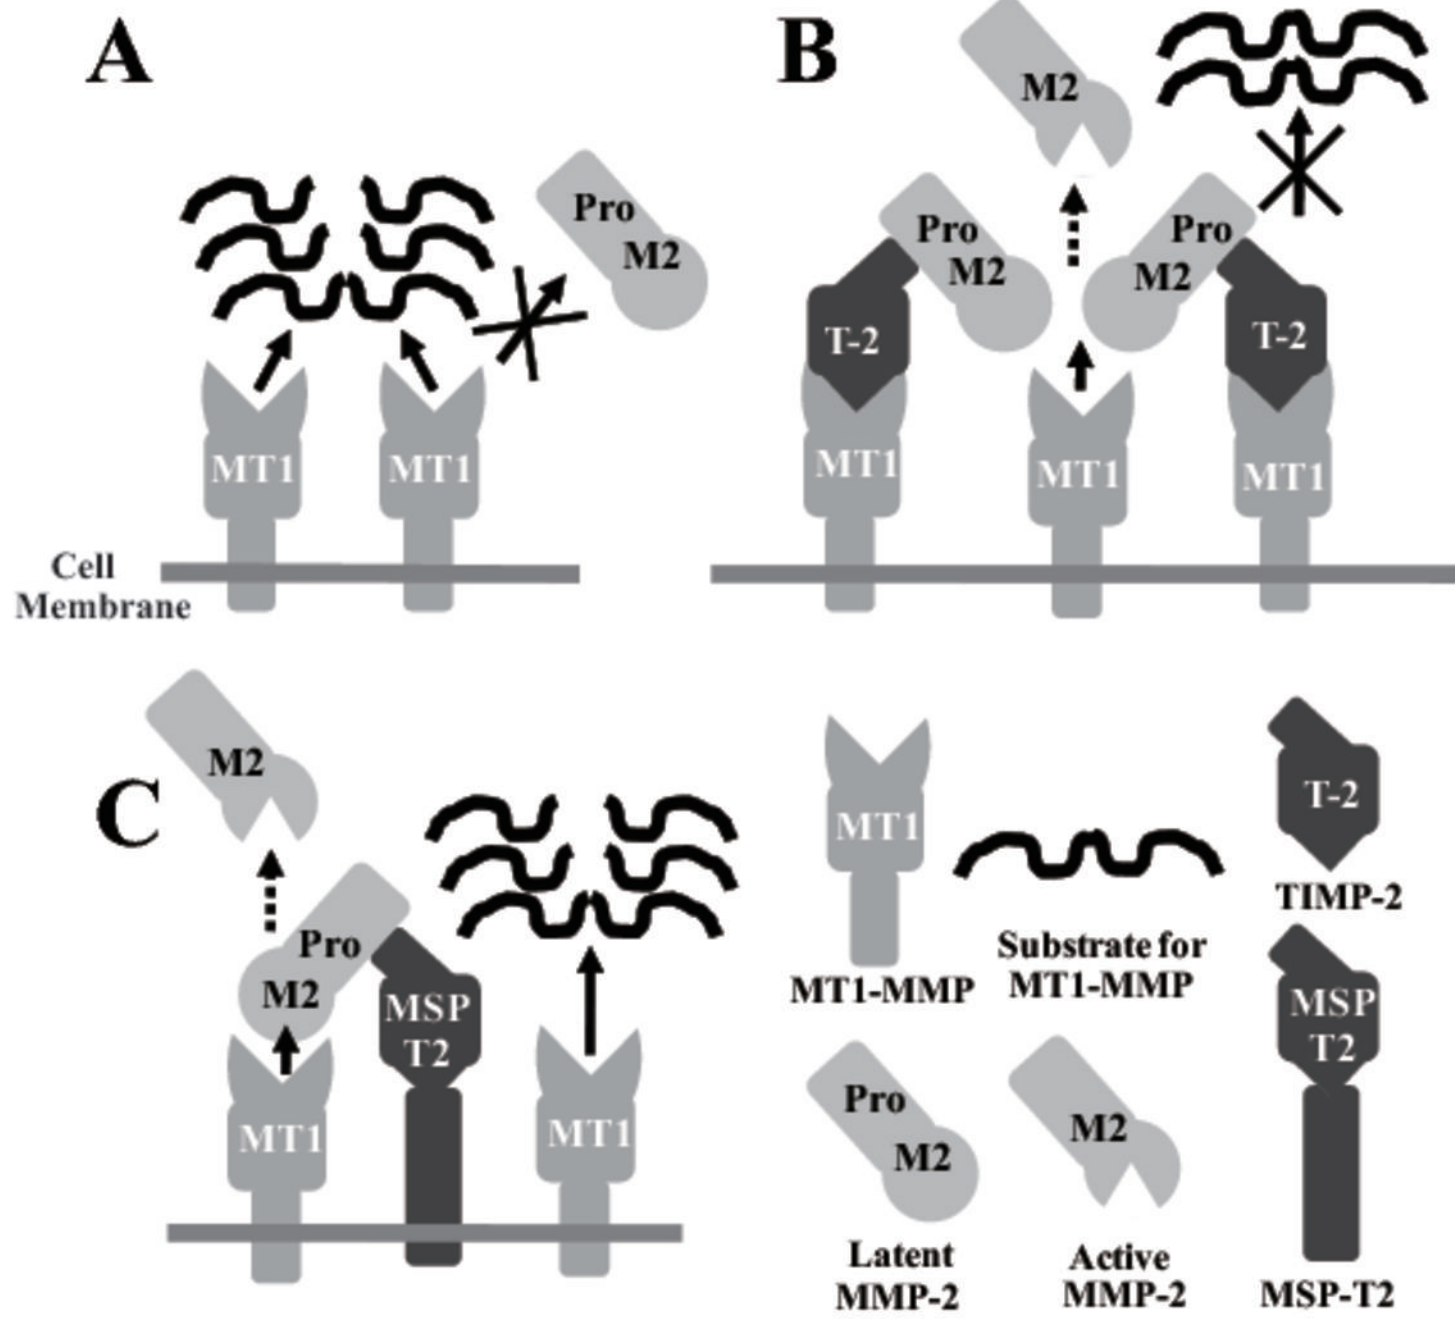 A
Pro
M2
MT1
MT1
Cell
Membrane
B
M2
Pro
M2
Pro
M2
T-2
T-2
MT1
MT1
MT1
C
M2
Pro
M2
MSP
T2
MT1
MT1
MT1
MT1-MMP
Substrate for
MT1-MMP
T-2
TIMP-2
Pro
M2
Latent
MMP-2
M2
Active
MMP-2
MSP
T2
MSP-T2